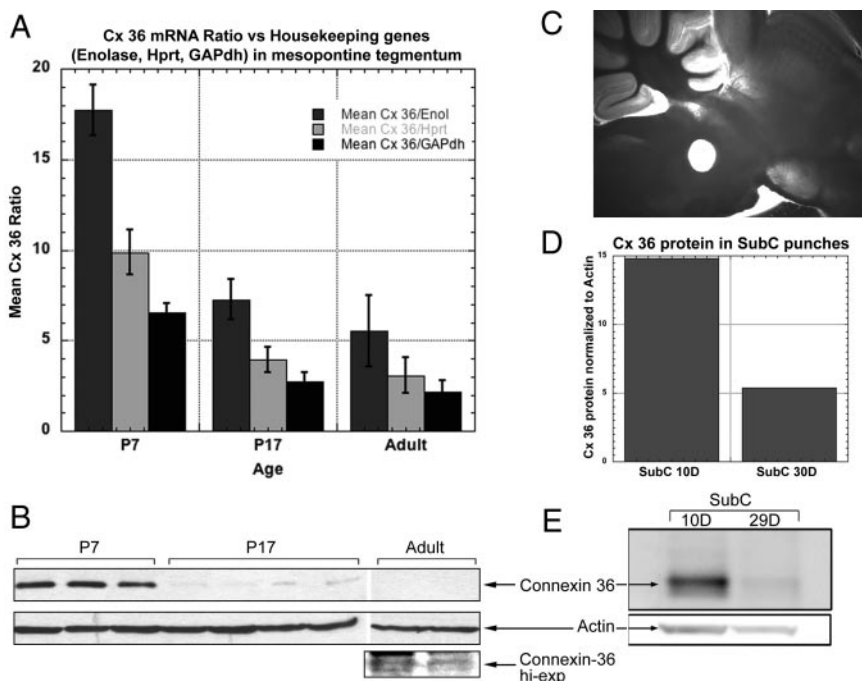 A
Cx 36 mRNA Ratio vs Housekeeping genes
(Enolase, Hprt, GAPdh) in mesopontine tegmentum
20
15
10
5
0
Mean Cx 36 Ratio
Mean Cx 36/Enol
Mean Cx 36/Hprt
Mean Cx 36/GAPdh
P7
P17
Adult
Age
B
P7
P17
Adult
Connexin 36
Actin
Connexin-36
hi-exp
C
D
Cx 36 protein in SubC punches
15
10
5
0
Cx 36 protein normalized to Actin
SubC 10D
SubC 30D
E
SubC
10D
29D